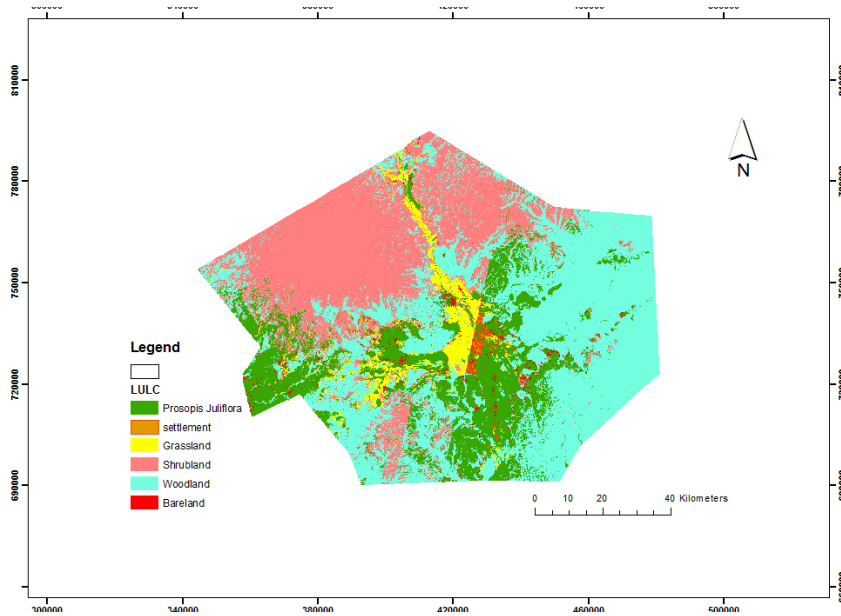 810000
780000
N
750000
Legend
LULC
720000
Prosopis Juliflora
settlement
Grassland
Shrubland
Woodland
Bareland
690000
0 10 20 40 Kilometers
300000 340000 380000 420000 460000 500000